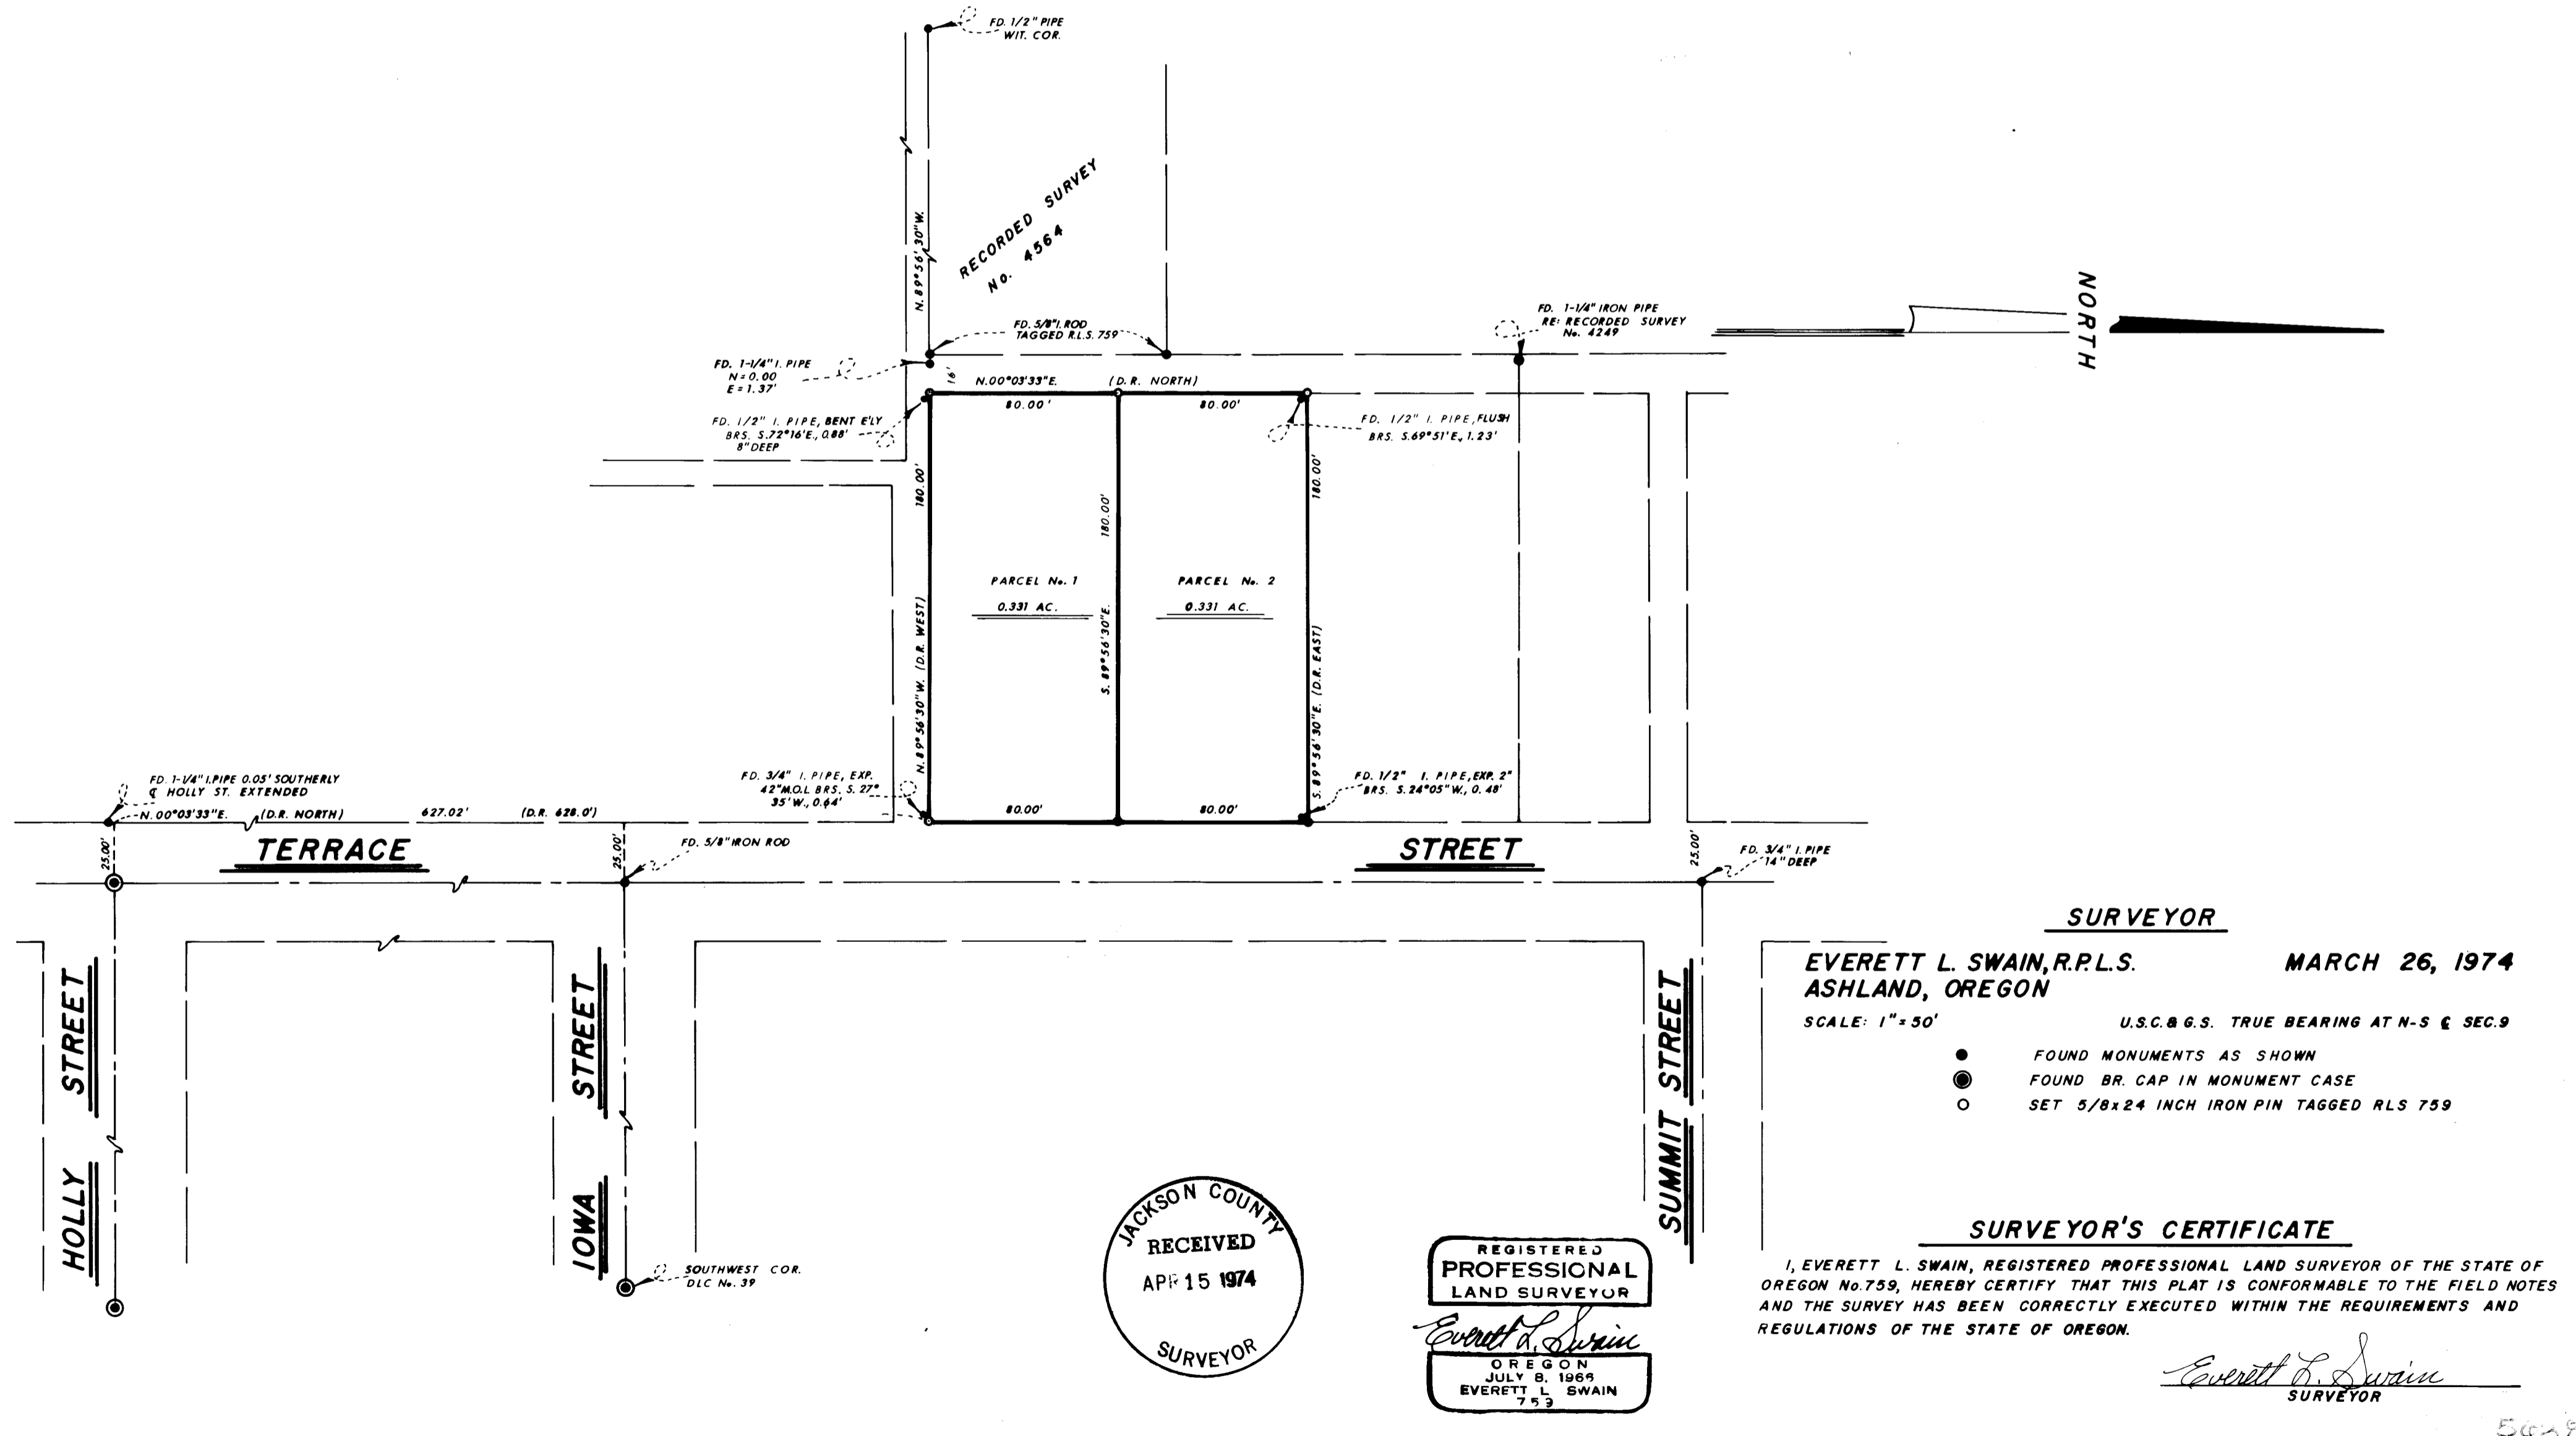 FD. 1/2" PIPE
WIT. COR.
N. 89°56'30"W.
RECORDED SURVEY
No. 4564
FD. 5/8" I. ROD
TAGGED R.L.S. 759
FD. 1-1/4" IRON PIPE
RE: RECORDED SURVEY
No. 4249
NORTH
FD. 1-1/4" I. PIPE
N = 0.00
E = 1.37'
16'
N.00°03'33"E. (D.R. NORTH)
80.00' 80.00'
FD. 1/2" I. PIPE, BENT E'LY
BRS. S.72°16'E., 0.88'
8" DEEP
FD. 1/2" I. PIPE, FLUSH
BRS. S.69°51'E., 1.23'
180.00'
180.00'
180.00'
PARCEL No. 1
0.331 AC.
PARCEL No. 2
0.331 AC.
N.89°56'30"W. (D.R. WEST)
S. 89°56'30"E.
S.89°56'30"E. (D.R. EAST)
FD. 1-1/4" I.PIPE 0.05' SOUTHERLY
℄ HOLLY ST. EXTENDED
N.00°03'33"E. (D.R. NORTH) 627.02' (D.R. 628.0')
FD. 3/4" I. PIPE, EXP.
42" M.O.L BRS. S. 27°
35' W., 0.64'
80.00' 80.00'
FD. 1/2" I. PIPE, EXP. 2"
BRS. S.24°05"W., 0.48'
25.00'
TERRACE
25.00'
FD. 5/8" IRON ROD
STREET
25.00'
FD. 3/4" I. PIPE
14" DEEP
HOLLY STREET
IOWA STREET
SUMMIT STREET
SOUTHWEST COR.
DLC No. 39
SURVEYOR
EVERETT L. SWAIN, R.P.L.S. MARCH 26, 1974
ASHLAND, OREGON
SCALE: 1" = 50' U.S.C.& G.S. TRUE BEARING AT N-S ℄ SEC.9
FOUND MONUMENTS AS SHOWN
FOUND BR. CAP IN MONUMENT CASE
SET 5/8x24 INCH IRON PIN TAGGED RLS 759
JACKSON COUNTY
RECEIVED
APR 15 1974
SURVEYOR
REGISTERED
PROFESSIONAL
LAND SURVEYOR
Everett L. Swain
OREGON
JULY 8, 1966
EVERETT L SWAIN
759
SURVEYOR'S CERTIFICATE
I, EVERETT L. SWAIN, REGISTERED PROFESSIONAL LAND SURVEYOR OF THE STATE OF
OREGON No.759, HEREBY CERTIFY THAT THIS PLAT IS CONFORMABLE TO THE FIELD NOTES
AND THE SURVEY HAS BEEN CORRECTLY EXECUTED WITHIN THE REQUIREMENTS AND
REGULATIONS OF THE STATE OF OREGON.
Everett L. Swain
SURVEYOR